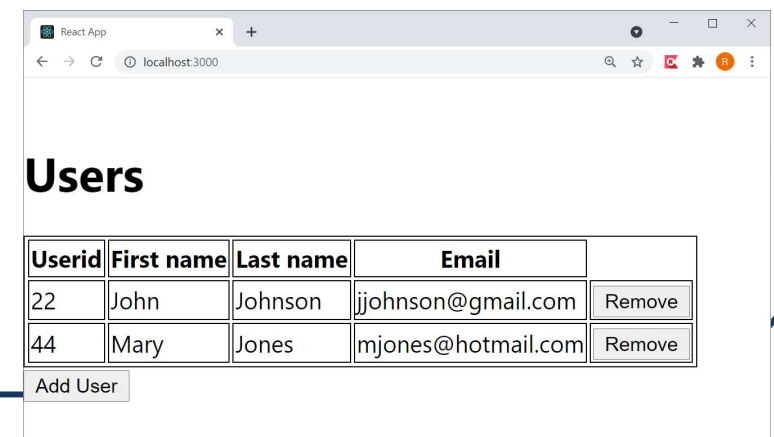 React App
localhost:3000
R
Users
Userid First name Last name Email
22 John Johnson jjohnson@gmail.com Remove
44 Mary Jones mjones@hotmail.com Remove
Add User